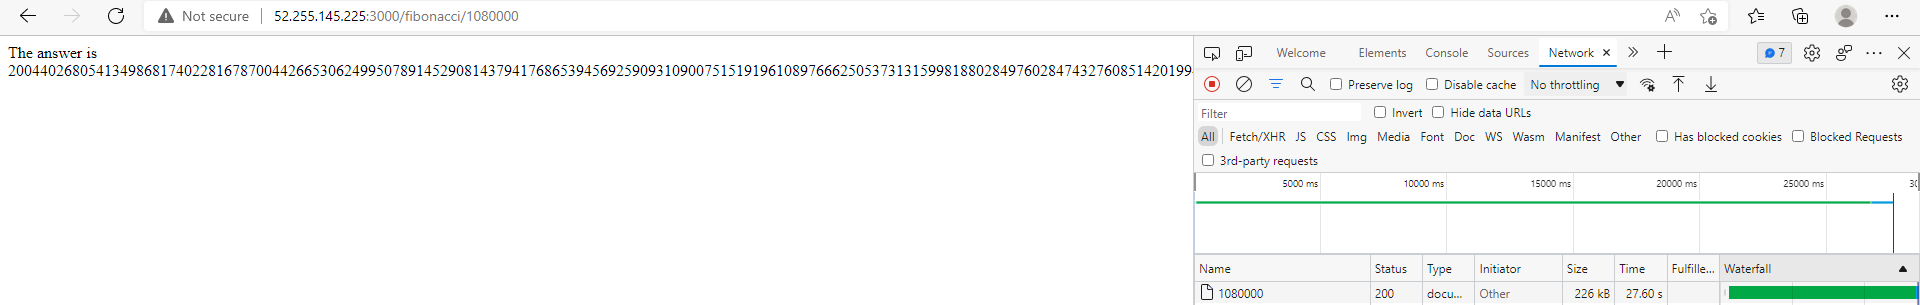 Not secure | 52.255.145.225:3000/fibonacci/1080000
The answer is
Welcome Elements Console Sources Network 7
Preserve log Disable cache No throttling
Filter Invert Hide data URLs
All Fetch/XHR JS CSS Img Media Font Doc WS Wasm Manifest Other Has blocked cookies Blocked Requests
3rd-party requests
5000 ms 10000 ms 15000 ms 20000 ms 25000 ms
Name Status Type Initiator Size Time Fulfille... Waterfall
1080000 200 docu... Other 226 kB 27.60 s